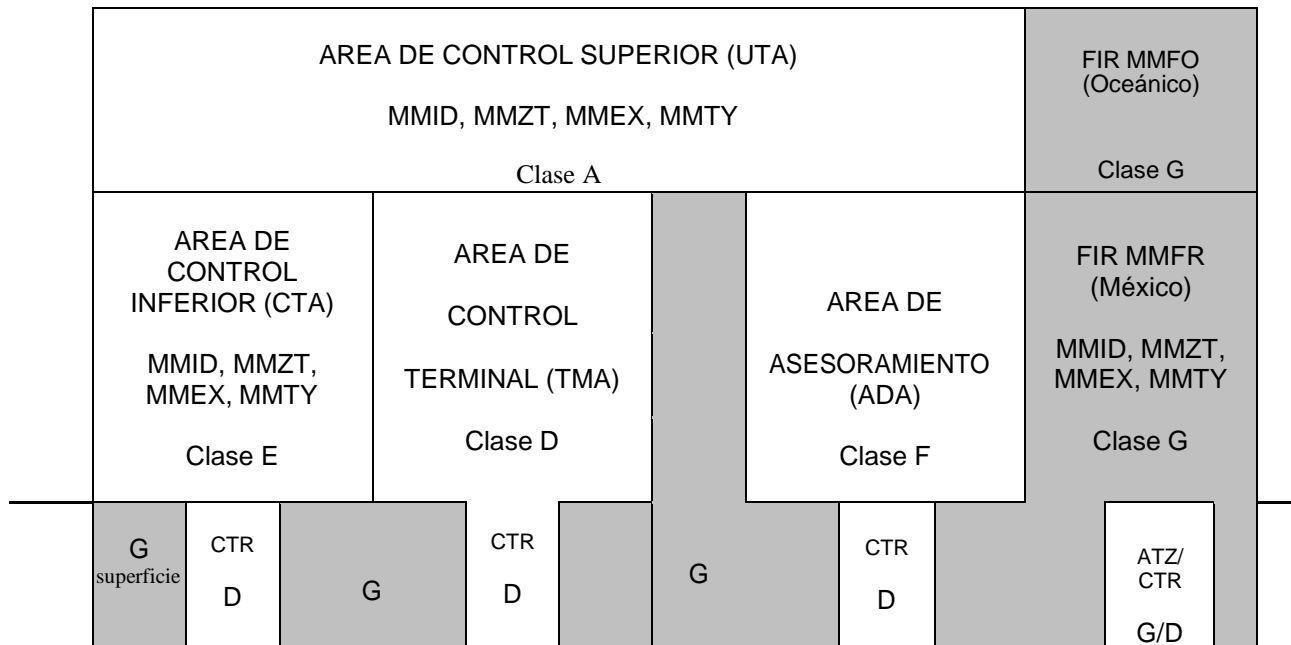 AREA DE CONTROL SUPERIOR (UTA)
MMID, MMZT, MMEX, MMTY
Clase A
FIR MMFO
(Oceánico)
Clase G
AREA DE
CONTROL
INFERIOR (CTA)
MMID, MMZT,
MMEX, MMTY
Clase E
AREA DE
CONTROL
TERMINAL (TMA)
Clase D
AREA DE
ASESORAMIENTO
(ADA)
Clase F
FIR MMFR
(México)
MMID, MMZT,
MMEX, MMTY
Clase G
G
superficie
CTR
D
G
CTR
D
G
CTR
D
ATZ/
CTR
G/D